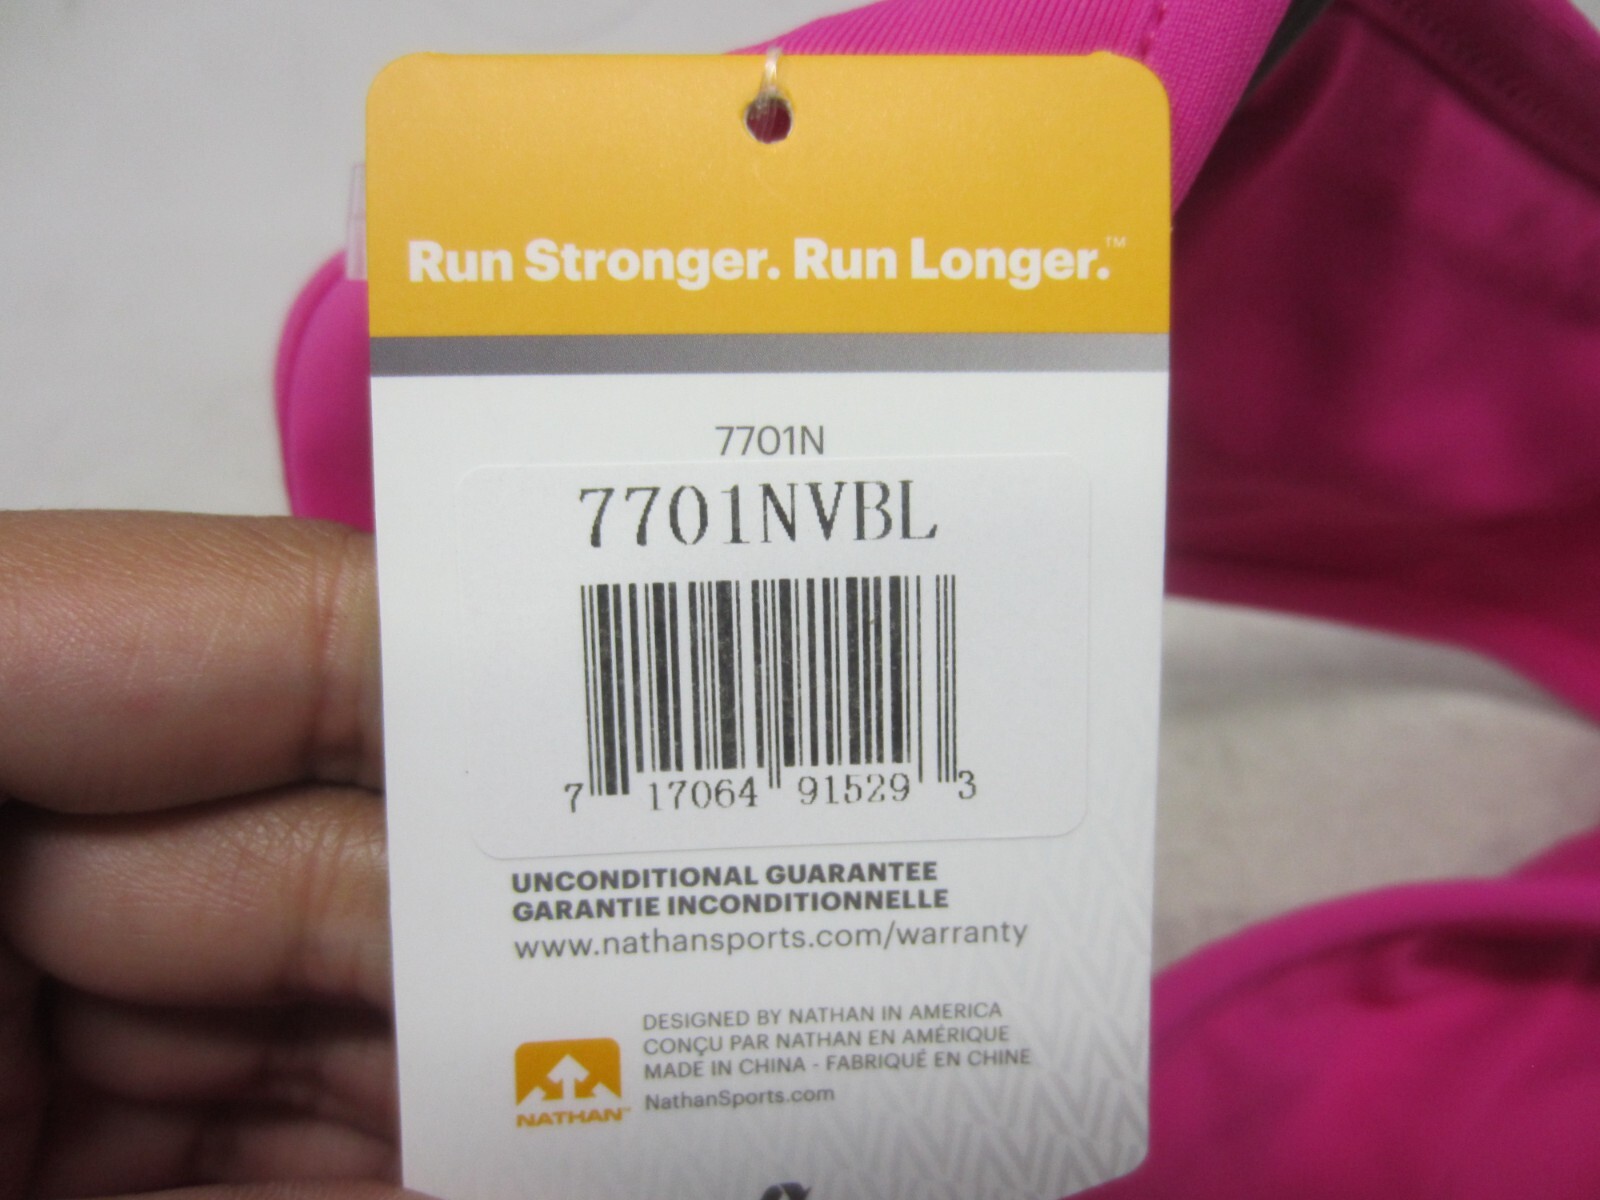 Run Stronger. Run Longer.™
7701N
7701NVBL
7 17064 91529 3
UNCONDITIONAL GUARANTEE
GARANTIE INCONDITIONNELLE
www.nathansports.com/warranty
DESIGNED BY NATHAN IN AMERICA
CONÇU PAR NATHAN EN AMÉRIQUE
MADE IN CHINA - FABRIQUÉ EN CHINE
NathanSports.com
NATHAN™